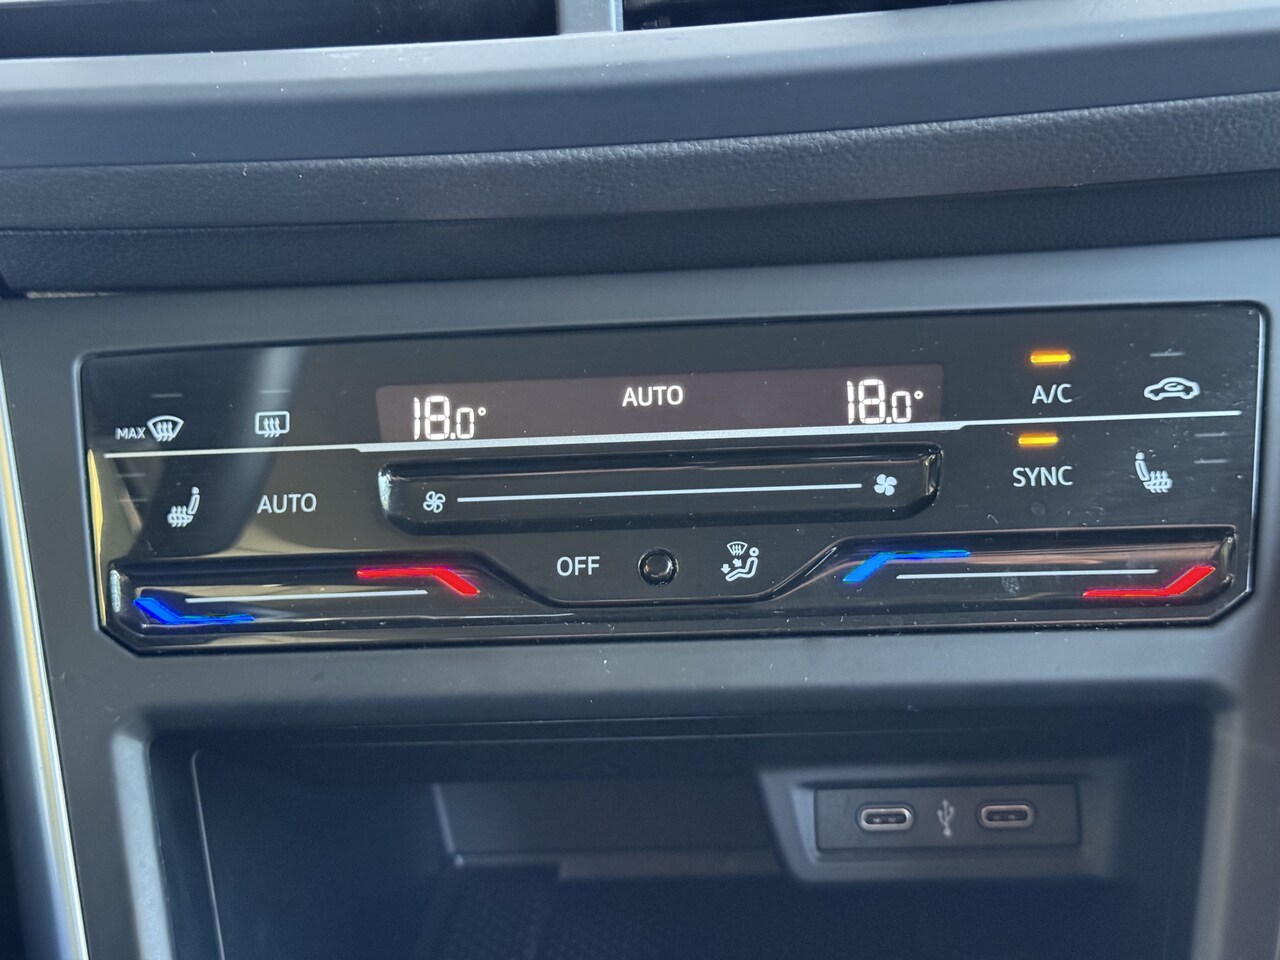 18.0° AUTO 18.0° A/C
MAX
AUTO SYNC
OFF